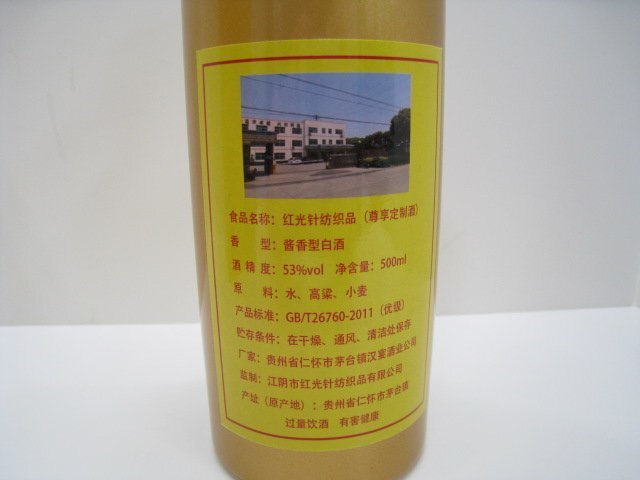 食品名称：红光针纺织品（尊享定制酒）
香　　型：酱香型白酒
酒 精 度：53%vol　净含量：500ml
原　　料：水、高粱、小麦
产品标准：GB/T26760-2011（优级）
贮存条件：在干燥、通风、清洁处保存
厂家：贵州省仁怀市茅台镇汉宴酒业公司
监制：江阴市红光针纺织品有限公司
产址（原产地）：贵州省仁怀市茅台镇
过量饮酒　有害健康